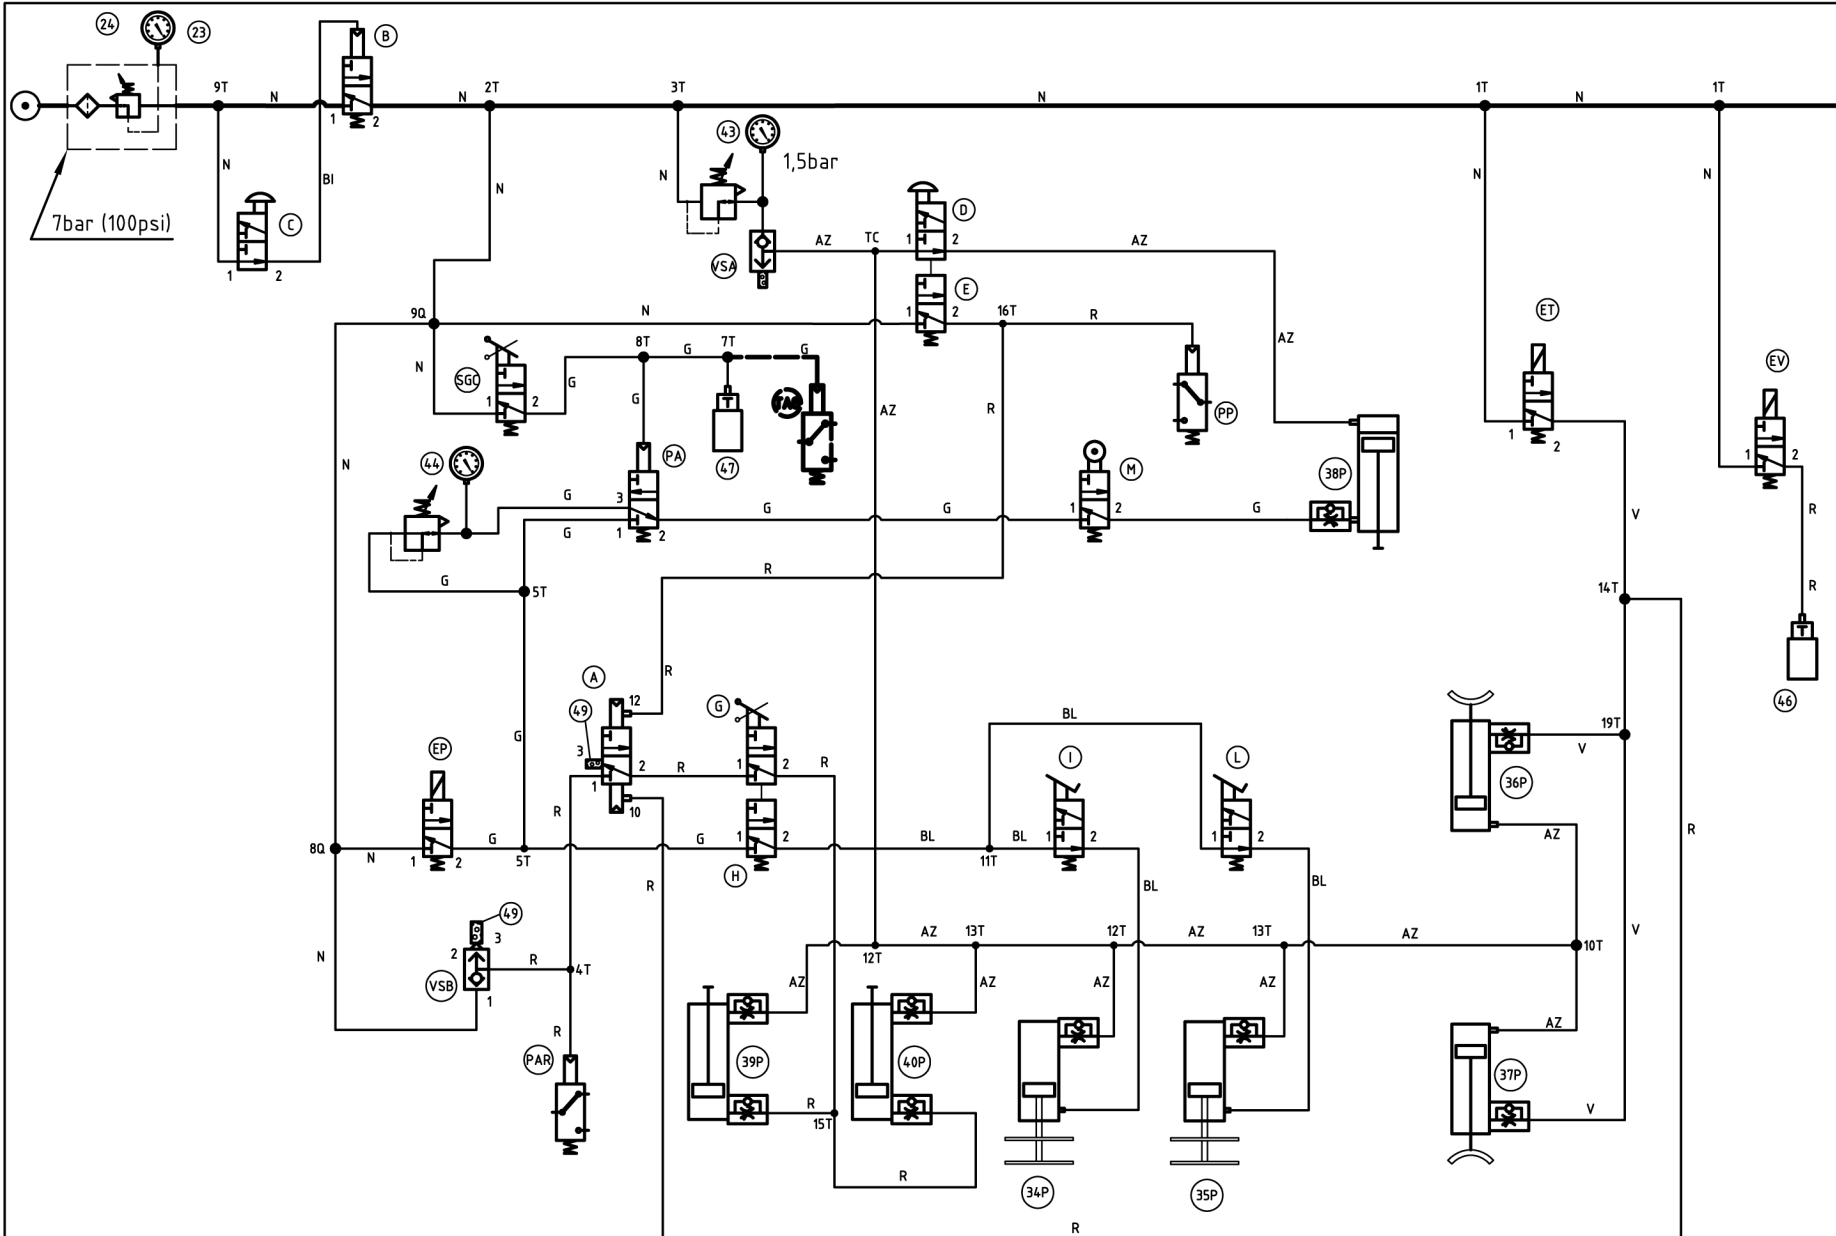 24
23
B
9T
N
N
2T
3T
N
1T
N
1T
1
2
43
1,5bar
N
BI
N
N
N
N
7bar (100psi)
C
1
2
D
1
2
AZ
TC
AZ
VSA
E
1
2
9Q
N
16T
R
ET
AZ
8T
G
7T
G
N
SGO
G
1
2
G
TAG
AZ
R
PP
EV
1
2
47
44
PA
M
38P
1
2
N
G
3
G
1
2
G
G
1
2
G
V
R
G
5T
R
14T
R
A
12
R
49
3
G
BL
46
19T
V
EP
G
2
1
R
1
2
R
I
L
36P
10
R
1
2
1
2
AZ
8Q
N
1
2
G
5T
G
H
BL
11T
BL
R
BL
BL
R
49
2
3
R
4T
VSB
1
N
AZ
12T
13T
12T
AZ
13T
AZ
10T
V
AZ
AZ
AZ
AZ
R
PAR
39P
40P
AZ
37P
R
15T
V
R
34P
35P
R